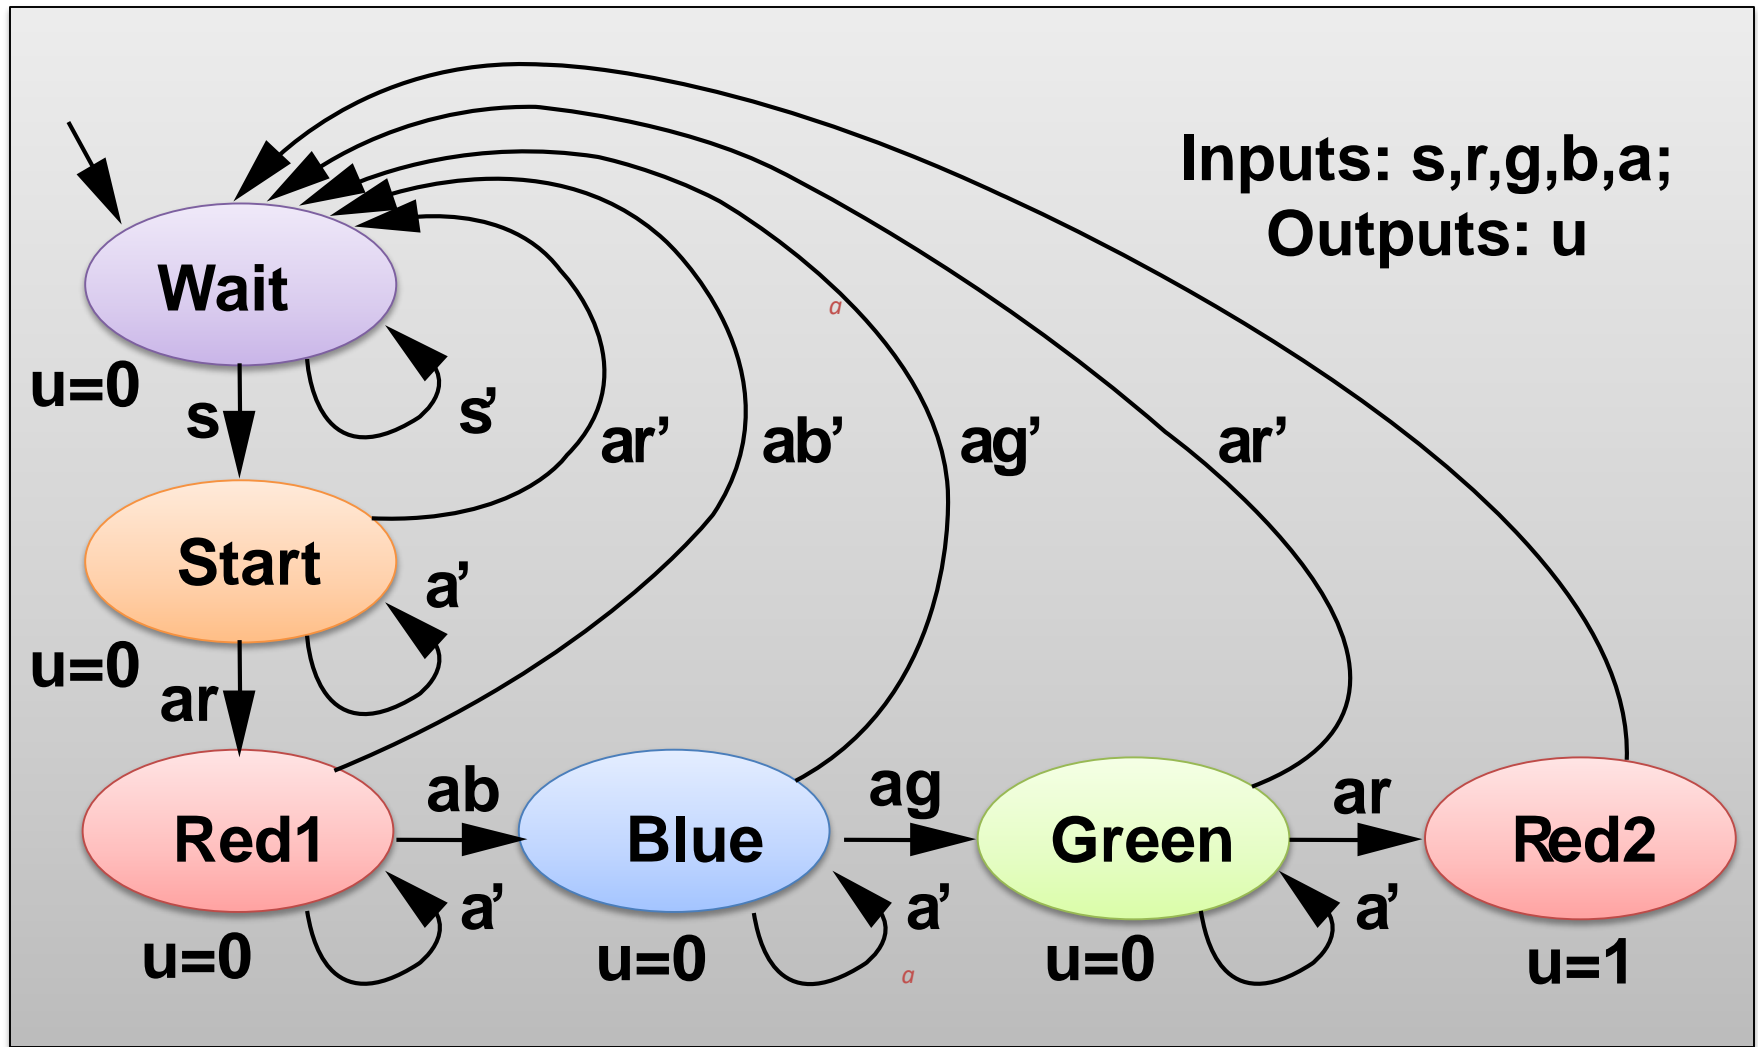 Inputs: s,r,g,b,a;
Outputs: u
Wait
a
u=0
s
s’
ar’
ab’
ag’
ar’
Start
a’
u=0
ar
ab
ag
ar
Red1
Blue
Green
Red2
a’
a’
a’
u=0
u=0
u=0
u=1
a